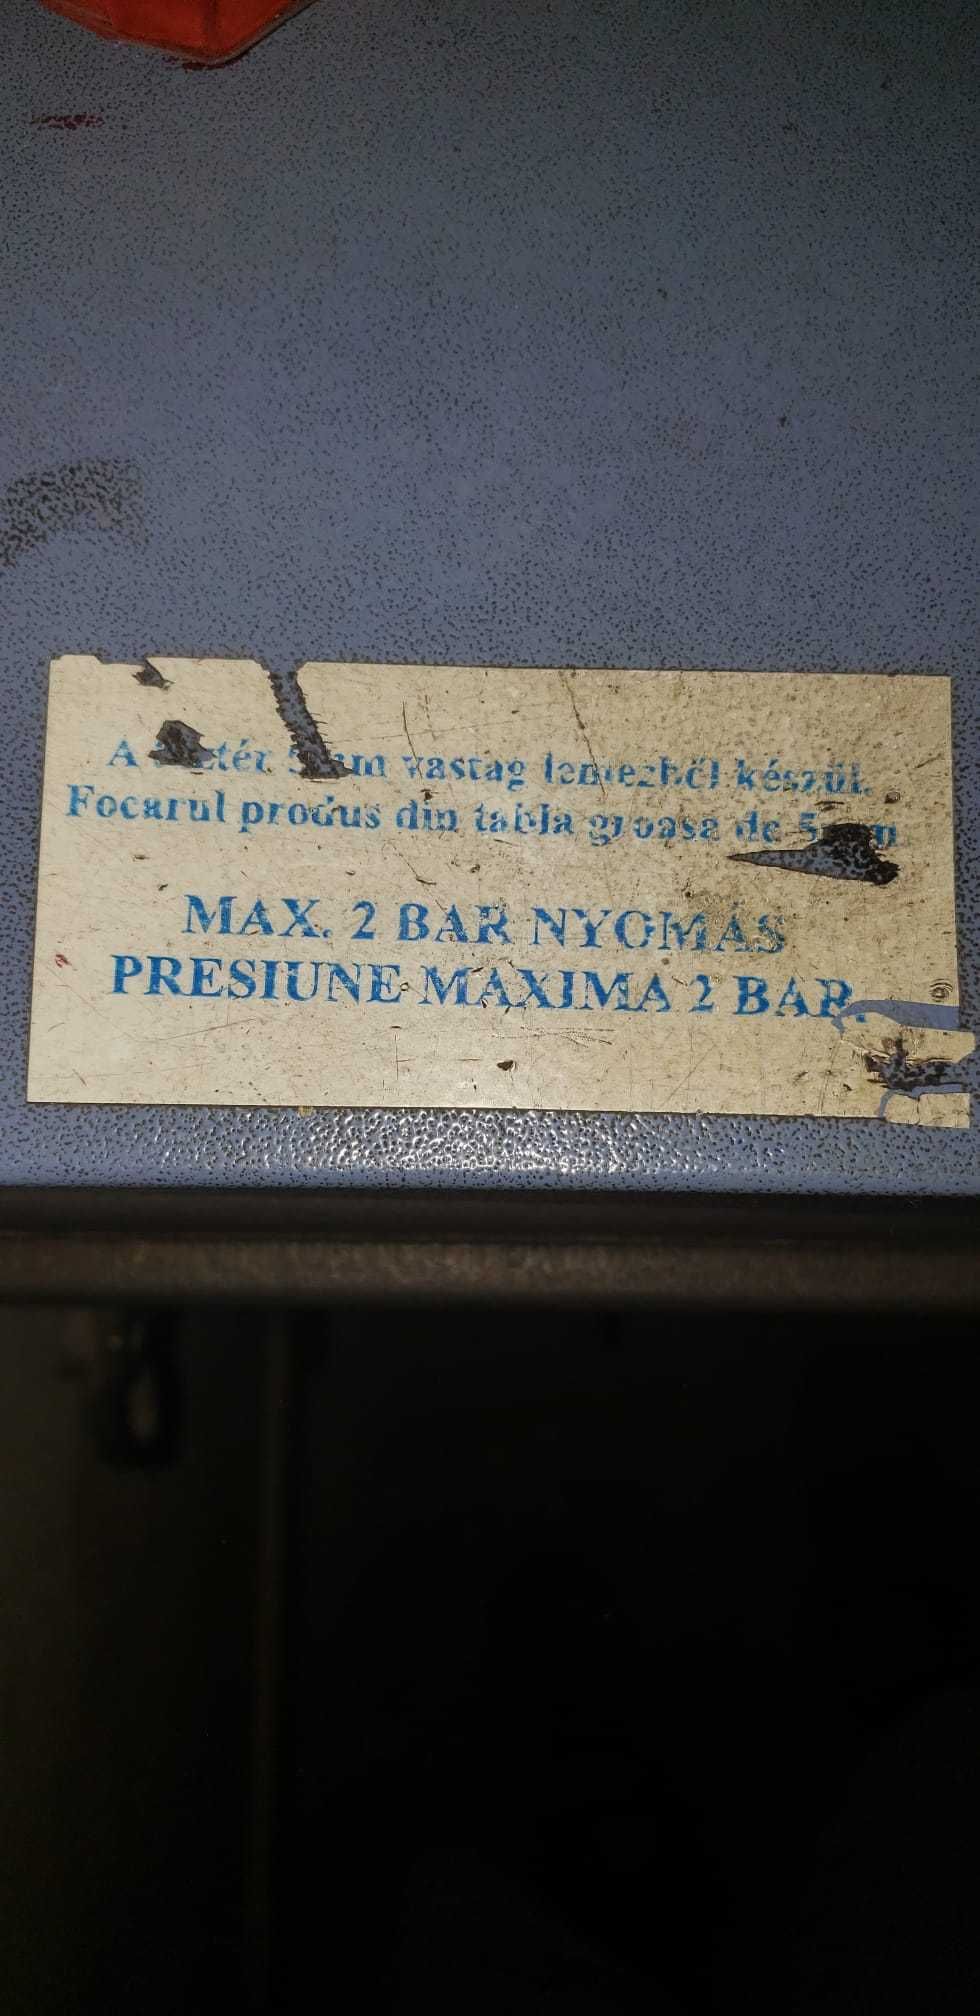 A tér 5 mm vastag lemezből készül.
Focarul produs din tabla groasa de 5
MAX. 2 BAR NYOMÁS
PRESIUNE MAXIMA 2 BAR.